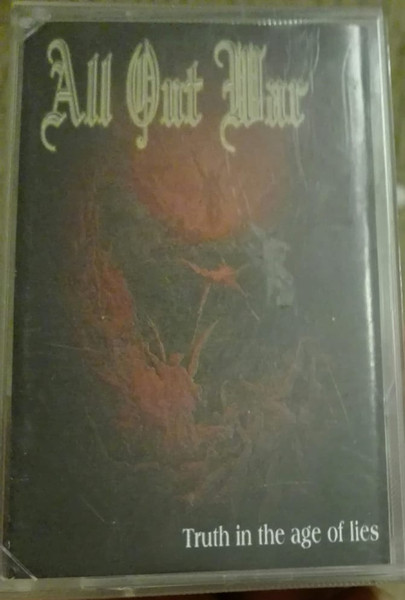 All Out War
Truth in the age of lies